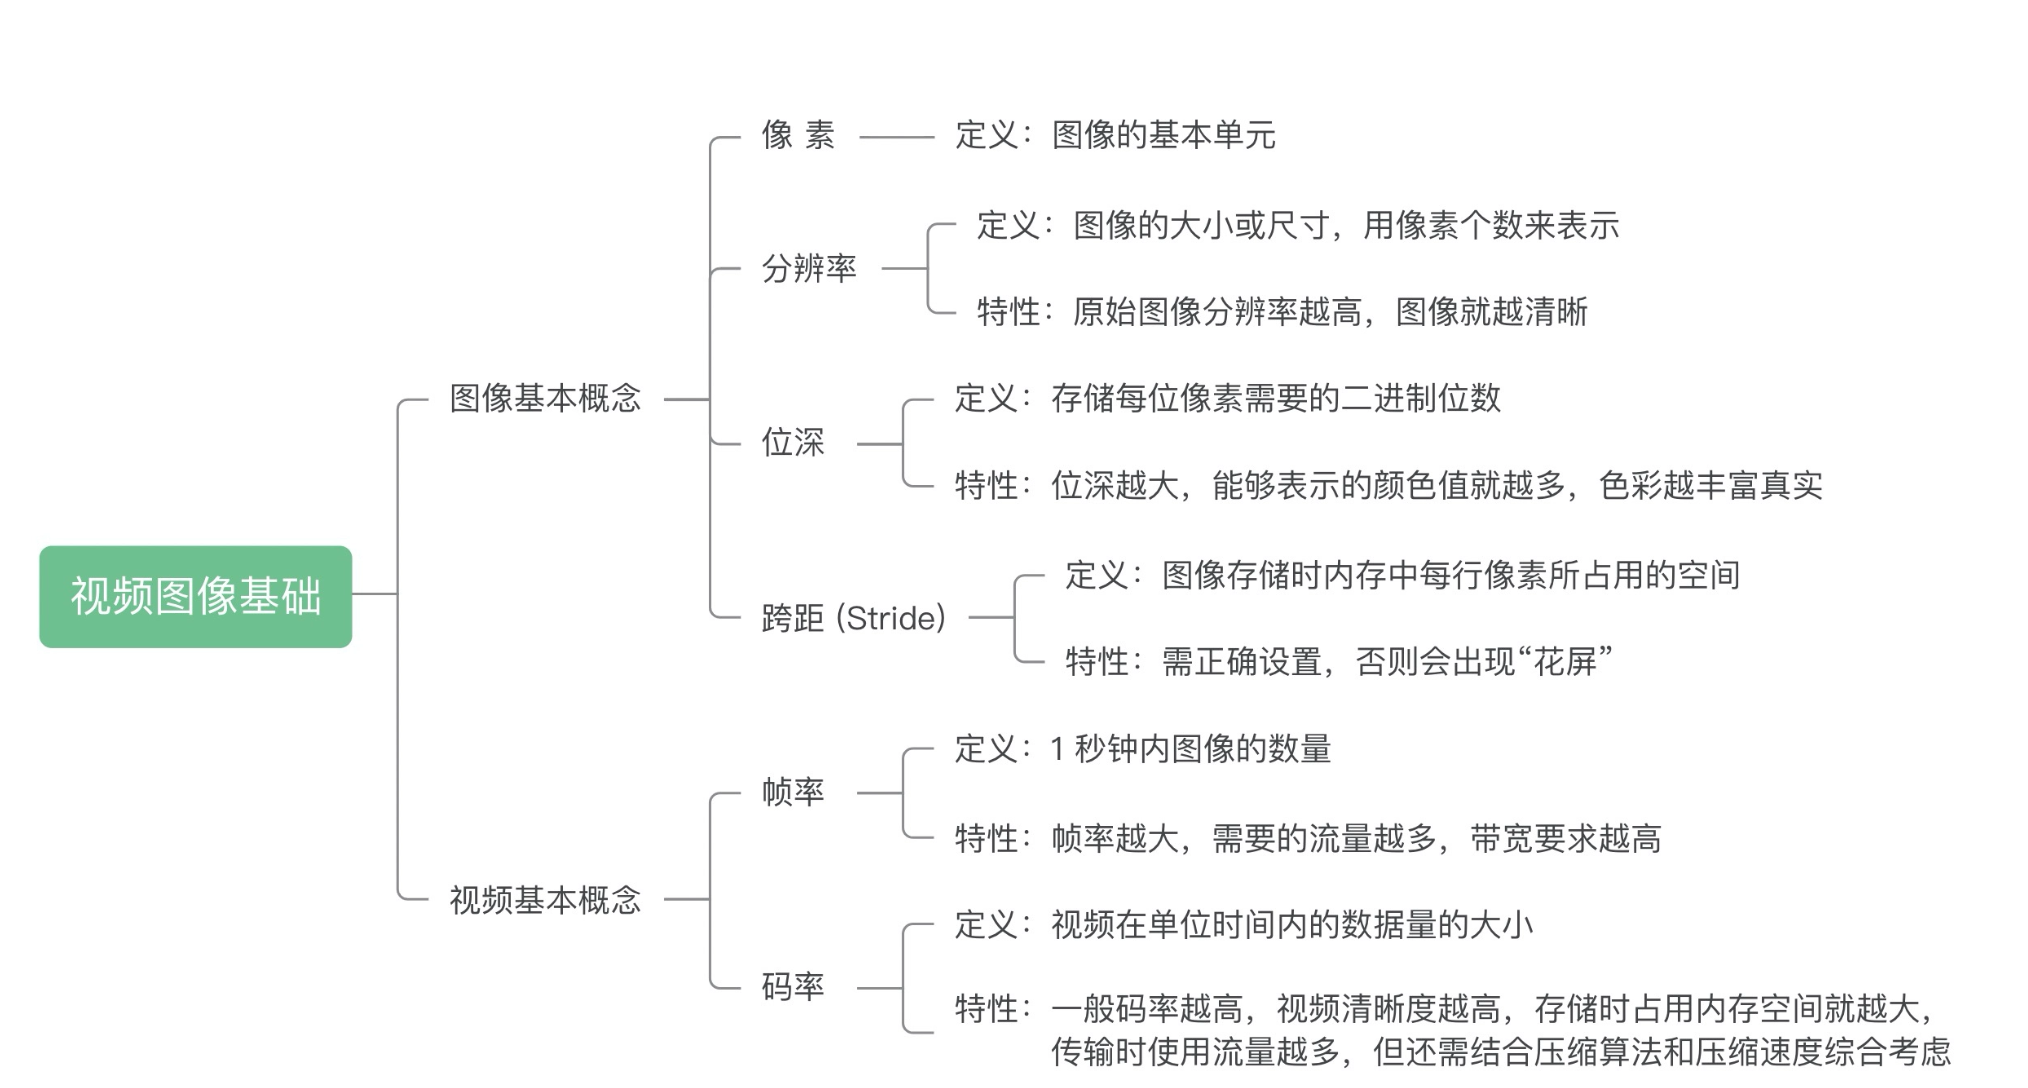 像 素
定义：图像的基本单元
定义：图像的大小或尺寸，用像素个数来表示
分辨率
特性：原始图像分辨率越高，图像就越清晰
图像基本概念
定义：存储每位像素需要的二进制位数
位深
特性：位深越大，能够表示的颜色值就越多，色彩越丰富真实
视频图像基础
定义：图像存储时内存中每行像素所占用的空间
跨距 (Stride)
特性：需正确设置，否则会出现“花屏”
定义：1 秒钟内图像的数量
帧率
特性：帧率越大，需要的流量越多，带宽要求越高
视频基本概念
定义：视频在单位时间内的数据量的大小
码率
特性：一般码率越高，视频清晰度越高，存储时占用内存空间就越大，
传输时使用流量越多，但还需结合压缩算法和压缩速度综合考虑